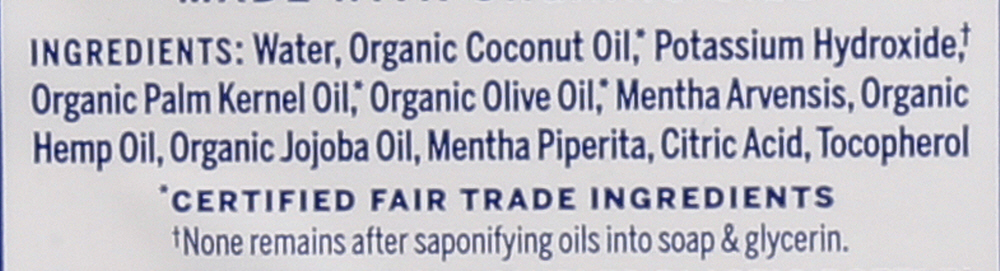 INGREDIENTS: Water, Organic Coconut Oil,* Potassium Hydroxide,†
Organic Palm Kernel Oil,* Organic Olive Oil,* Mentha Arvensis, Organic
Hemp Oil, Organic Jojoba Oil, Mentha Piperita, Citric Acid, Tocopherol
*CERTIFIED FAIR TRADE INGREDIENTS
†None remains after saponifying oils into soap & glycerin.